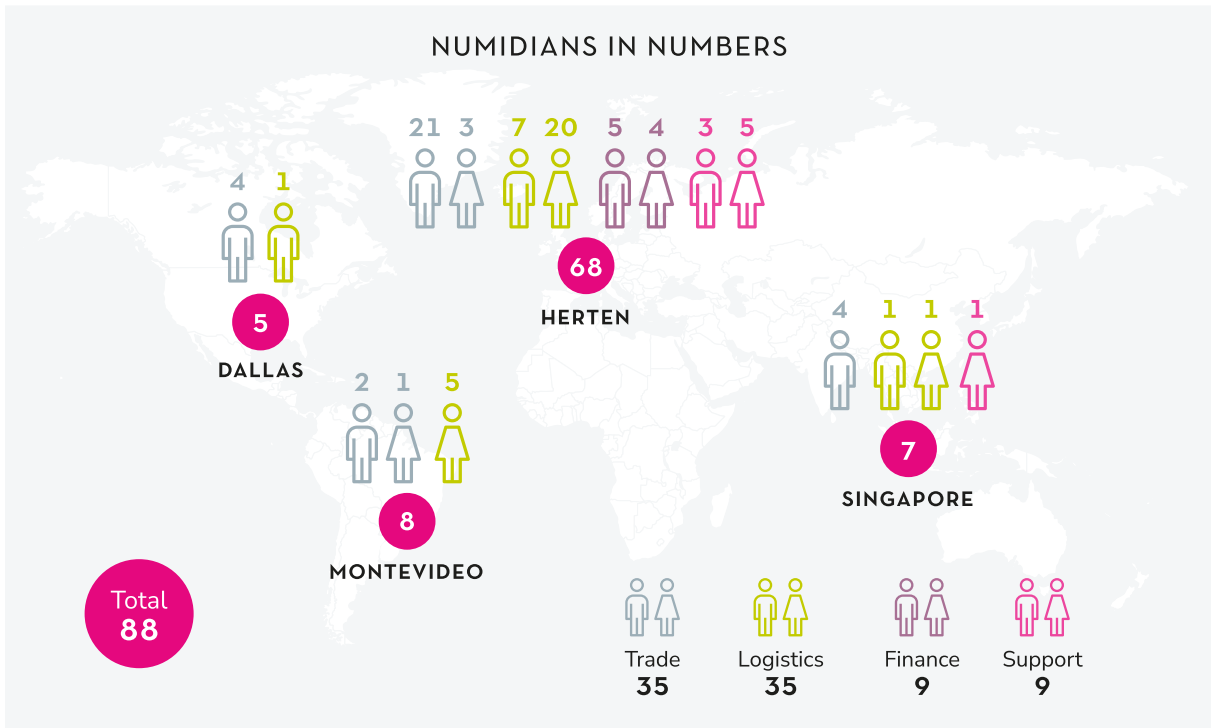 NUMIDIANS IN NUMBERS
21 3 7 20 5 4 3 5
68
HERTEN
4 1
5
DALLAS
4 1 1 1
7
SINGAPORE
2 1 5
8
MONTEVIDEO
Total
88
Trade
35
Logistics
35
Finance
9
Support
9